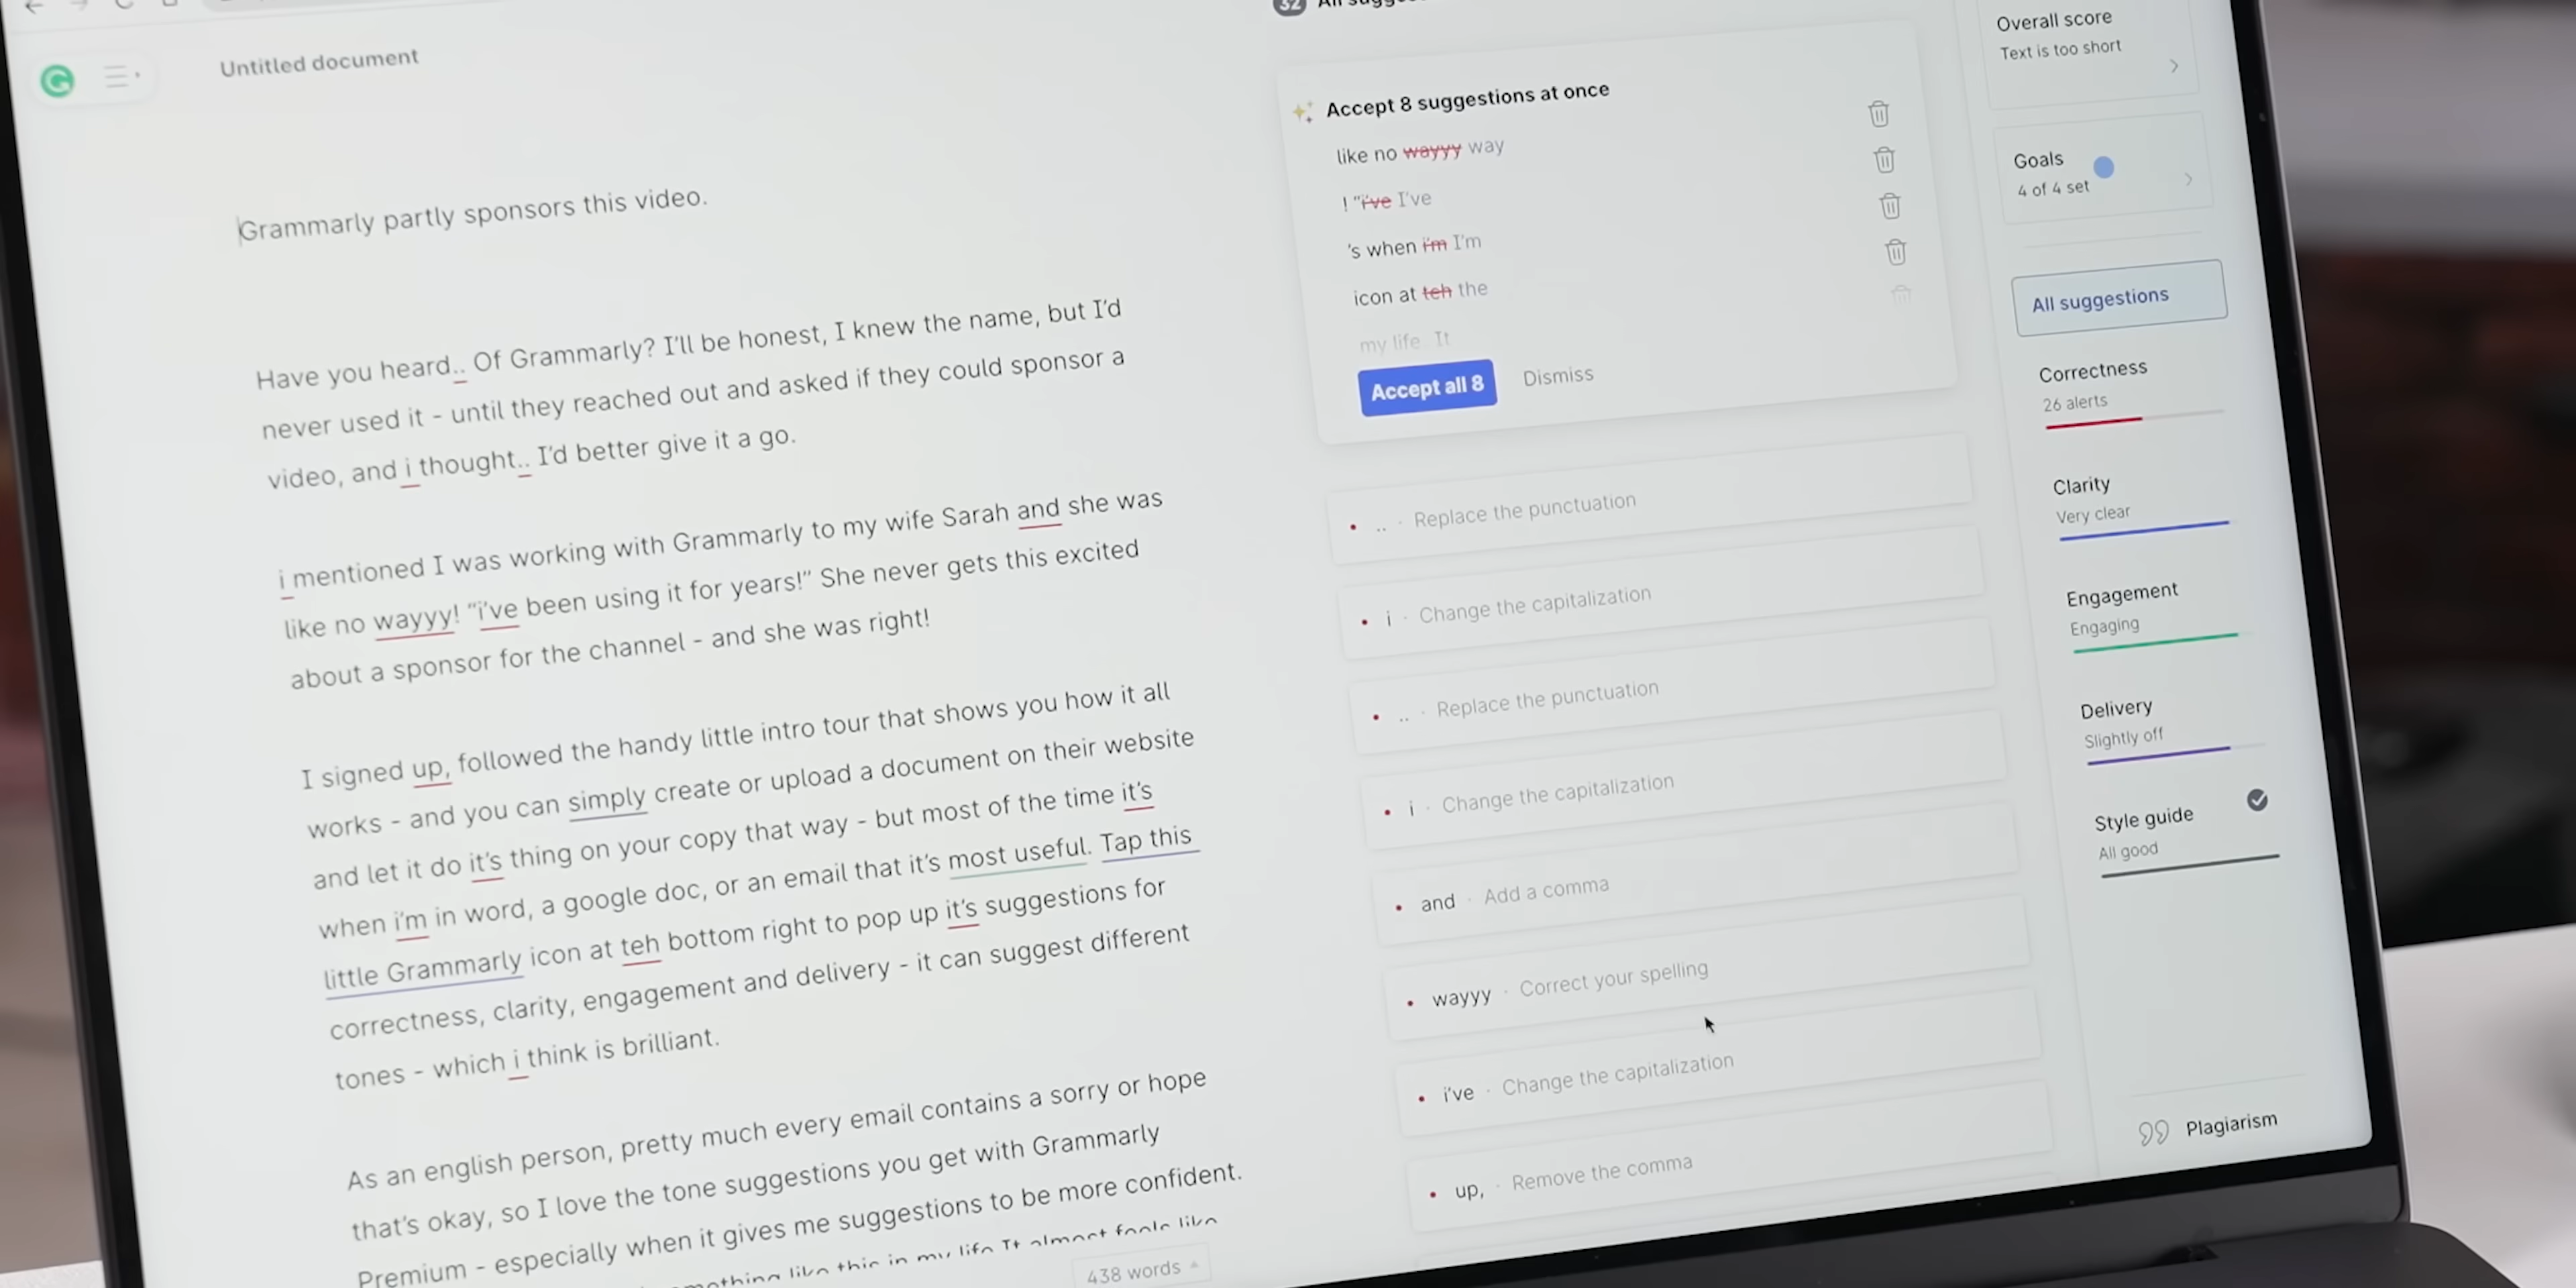 Untitled document
Grammarly partly sponsors this video.
Have you heard.. Of Grammarly? I'll be honest, I knew the name, but I'd
never used it - until they reached out and asked if they could sponsor a
video, and i thought.. I'd better give it a go.
i mentioned I was working with Grammarly to my wife Sarah and she was
like no wayyy! "i've been using it for years!" She never gets this excited
about a sponsor for the channel - and she was right!
I signed up, followed the handy little intro tour that shows you how it all
works - and you can simply create or upload a document on their website
and let it do it's thing on your copy that way - but most of the time it's
when i'm in word, a google doc, or an email that it's most useful. Tap this
little Grammarly icon at teh bottom right to pop up it's suggestions for
correctness, clarity, engagement and delivery - it can suggest different
tones - which i think is brilliant.
As an english person, pretty much every email contains a sorry or hope
that's okay, so I love the tone suggestions you get with Grammarly
Premium - especially when it gives me suggestions to be more confident.
like this in my life It almost feels like
438 words
32 All
Accept 8 suggestions at once
like no wayyy way
! "i've I've
's when i'm I'm
icon at teh the
my life. It
Accept all 8 Dismiss
.. · Replace the punctuation
i · Change the capitalization
.. · Replace the punctuation
i · Change the capitalization
and · Add a comma
wayyy · Correct your spelling
i've · Change the capitalization
up, · Remove the comma
Overall score
Text is too short
Goals
4 of 4 set
All suggestions
Correctness
26 alerts
Clarity
Very clear
Engagement
Engaging
Delivery
Slightly off
Style guide
All good
Plagiarism